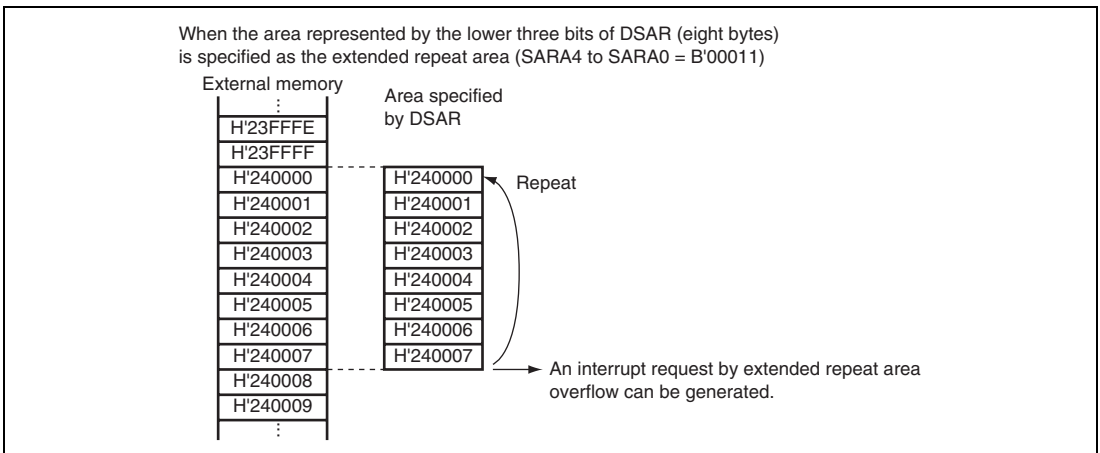 When the area represented by the lower three bits of DSAR (eight bytes)
is specified as the extended repeat area (SARA4 to SARA0 = B'00011)
External memory
Area specified
by DSAR
⋮
H'23FFFE
H'23FFFF
H'240000
H'240001
H'240002
H'240003
H'240004
H'240005
H'240006
H'240007
H'240008
H'240009
⋮
H'240000
H'240001
H'240002
H'240003
H'240004
H'240005
H'240006
H'240007
Repeat
An interrupt request by extended repeat area
overflow can be generated.